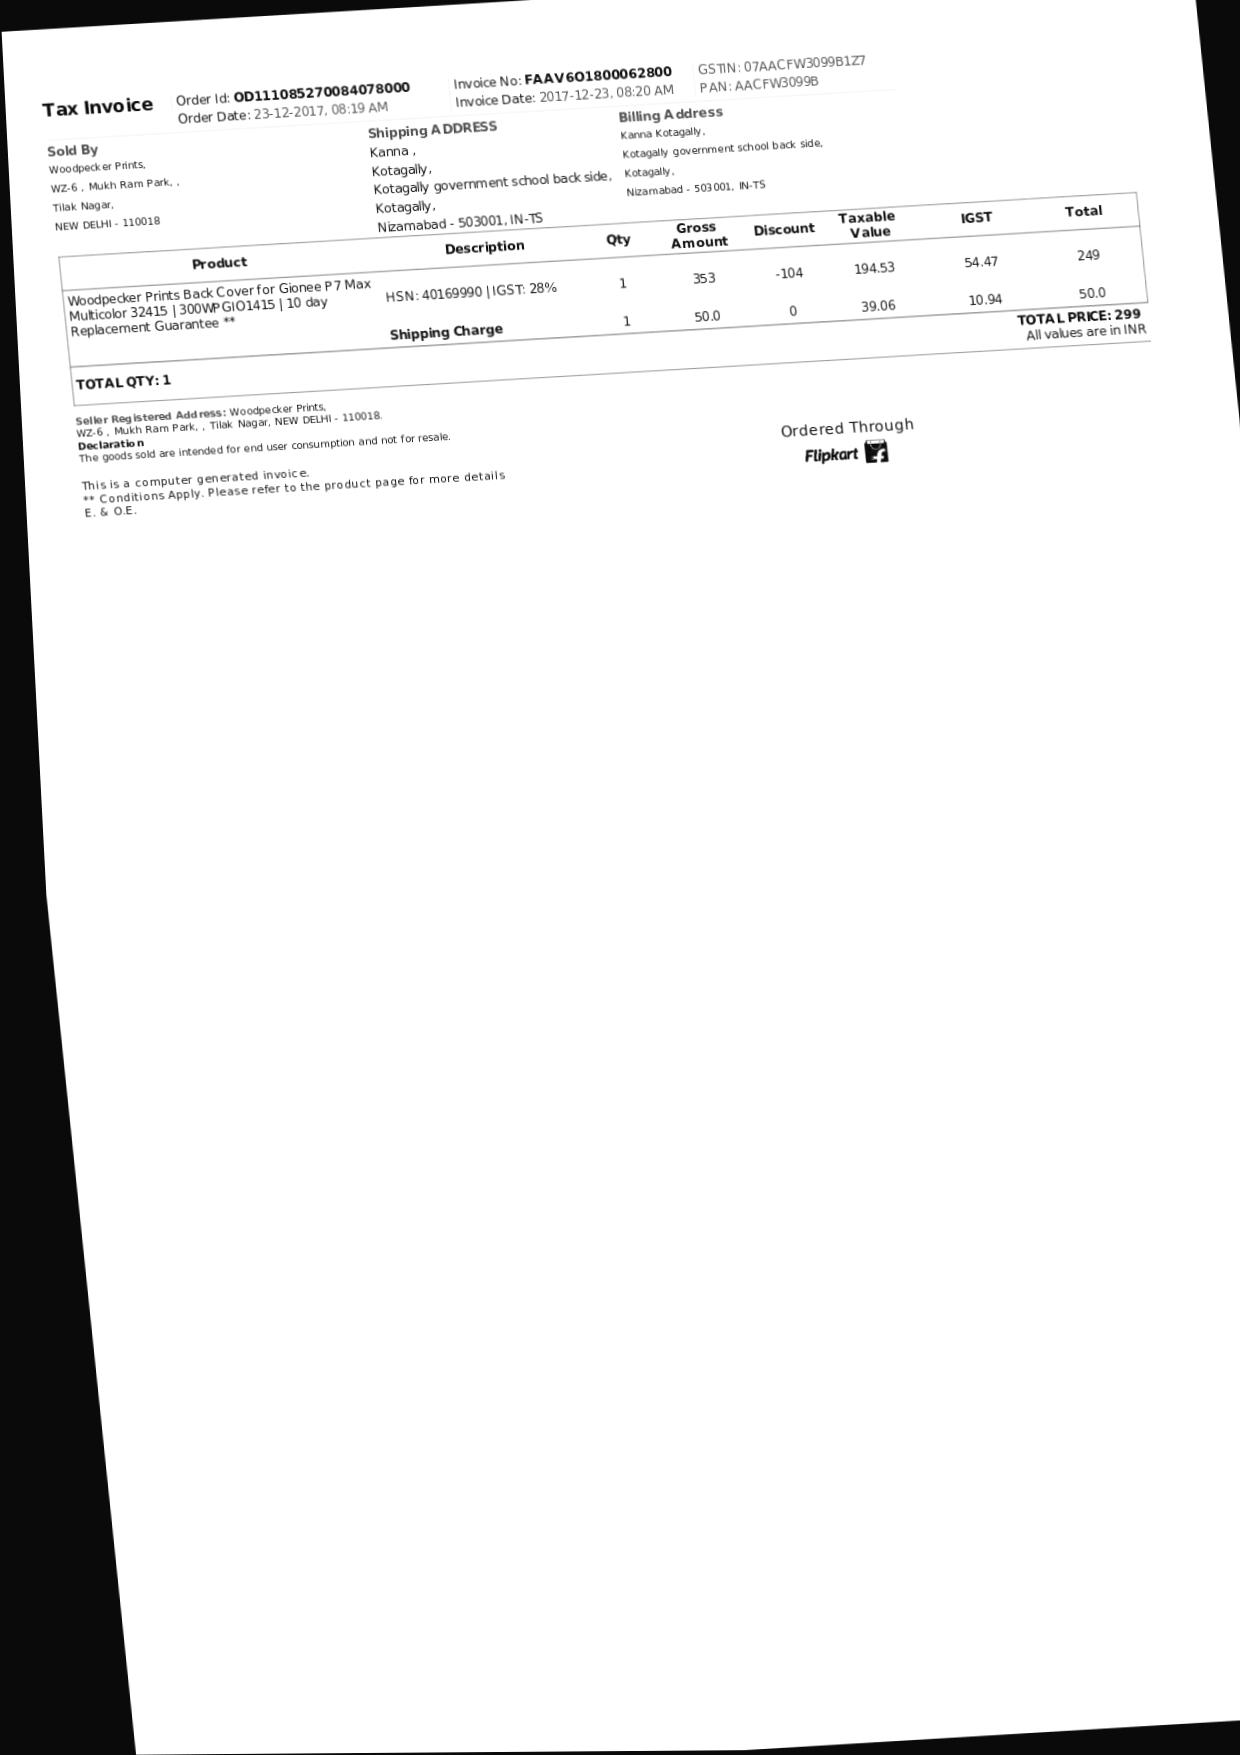 Tax Invoice
Order Id: OD111085270084078000
Order Date: 23-12-2017, 08:19 AM
Invoice No: FAAV6O1800062800
Invoice Date: 2017-12-23, 08:20 AM
GSTIN: 07AACFW3099B1Z7
PAN: AACFW3099B
Sold By
Woodpecker Prints,
WZ-6 , Mukh Ram Park, ,
Tilak Nagar,
NEW DELHI - 110018
Shipping ADDRESS
Kanna ,
Kotagally,
Kotagally government school back side,
Kotagally,
Nizamabad - 503001, IN-TS
Billing Address
Kanna Kotagally,
Kotagally government school back side,
Kotagally,
Nizamabad - 503001, IN-TS
Product Description Qty Gross Amount Discount Taxable Value IGST Total
Woodpecker Prints Back Cover for Gionee P7 Max
Multicolor 32415 | 300WPGIO1415 | 10 day
Replacement Guarantee **
HSN: 40169990 | IGST: 28% 1 353 -104 194.53 54.47 249
Shipping Charge 1 50.0 0 39.06 10.94 50.0
TOTAL QTY: 1
TOTAL PRICE: 299
All values are in INR
Seller Registered Address: Woodpecker Prints,
WZ-6 , Mukh Ram Park, , Tilak Nagar, NEW DELHI - 110018.
Declaration
The goods sold are intended for end user consumption and not for resale.
This is a computer generated invoice.
** Conditions Apply. Please refer to the product page for more details
E. & O.E.
Ordered Through
Flipkart